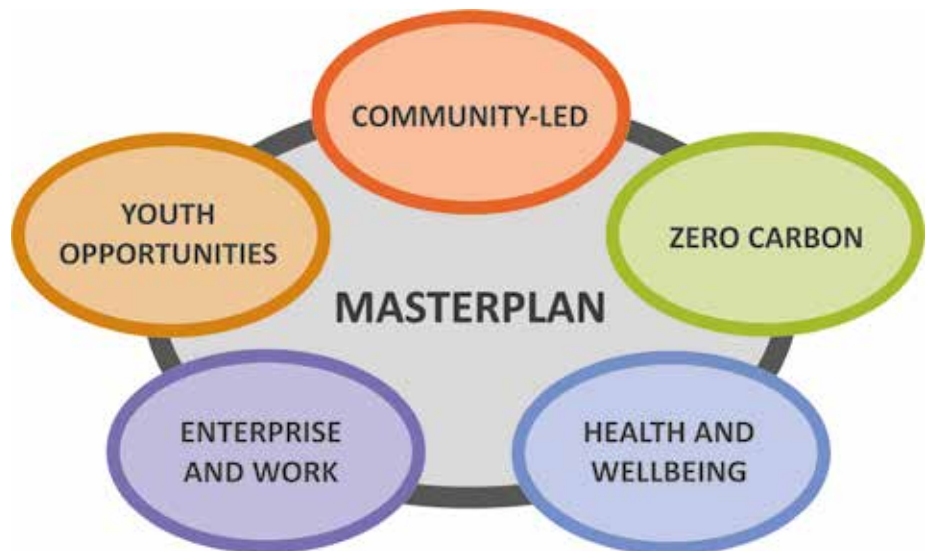 COMMUNITY-LED
YOUTH
OPPORTUNITIES
ZERO CARBON
MASTERPLAN
ENTERPRISE
AND WORK
HEALTH AND
WELLBEING